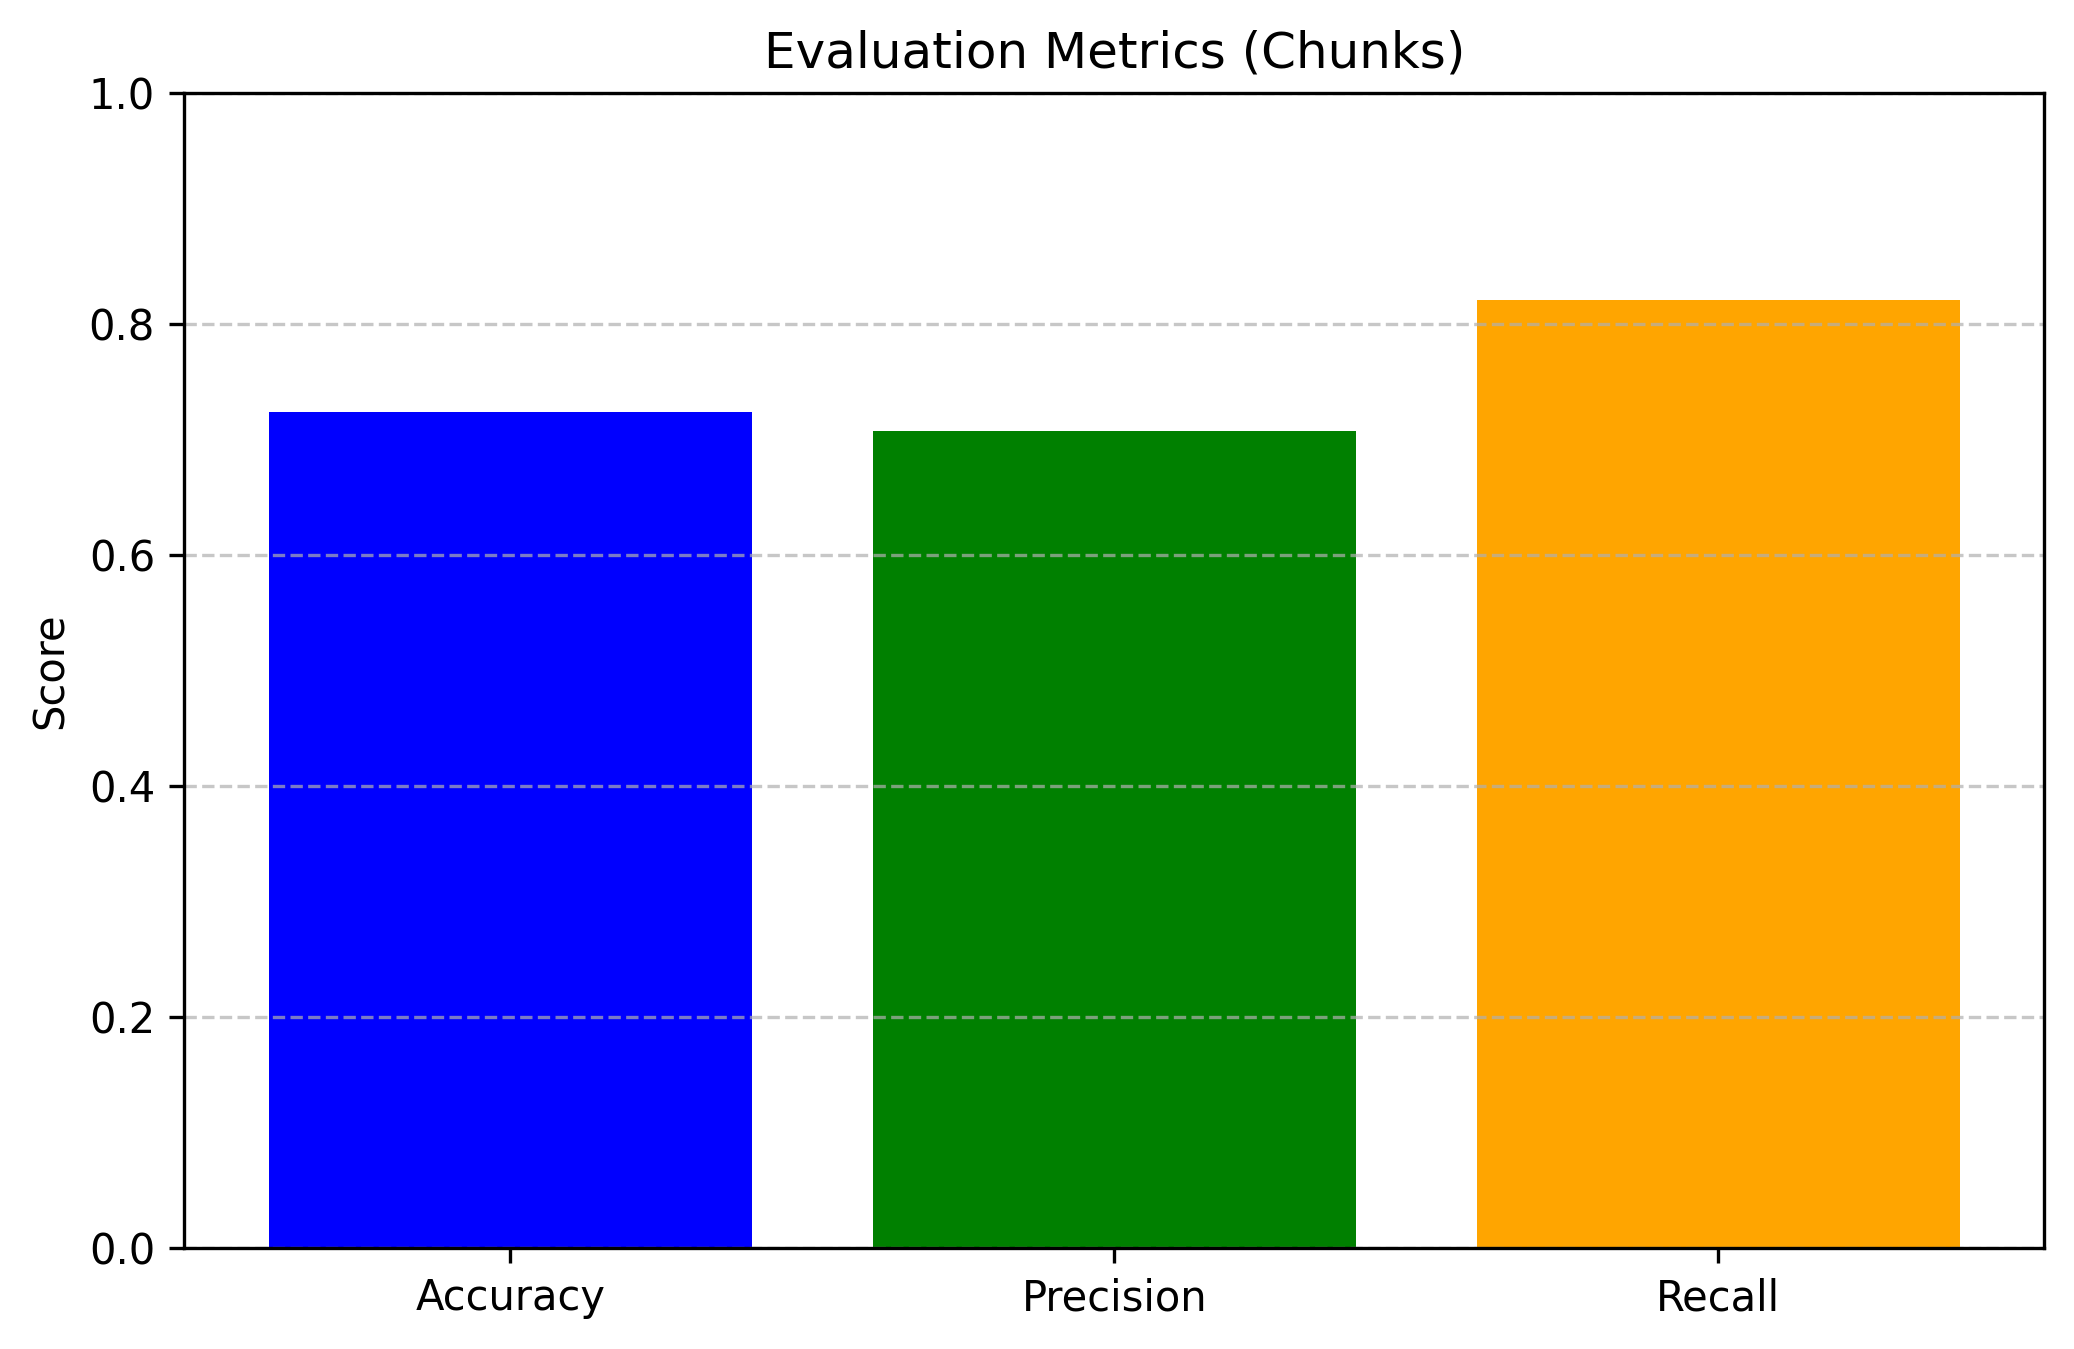 Evaluation Metrics (Chunks)
1.0
0.8
0.6
0.4
0.2
0.0
Score
Accuracy
Precision
Recall